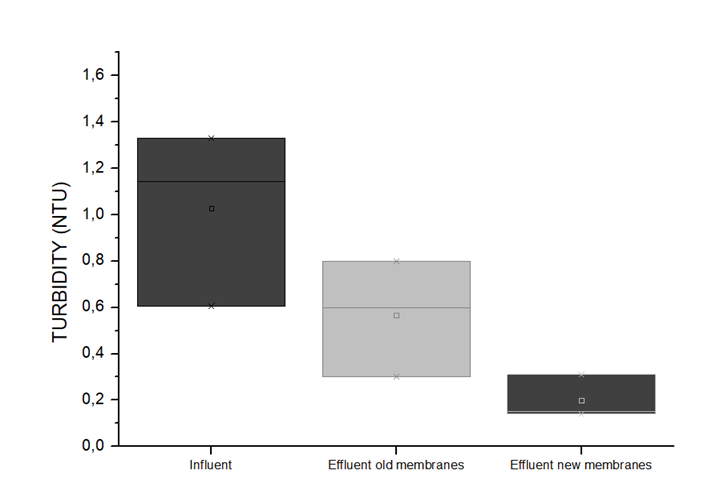 TURBIDITY (NTU)
1,6
1,4
1,2
1,0
0,8
0,6
0,4
0,2
0,0
Influent
Effluent old membranes
Effluent new membranes